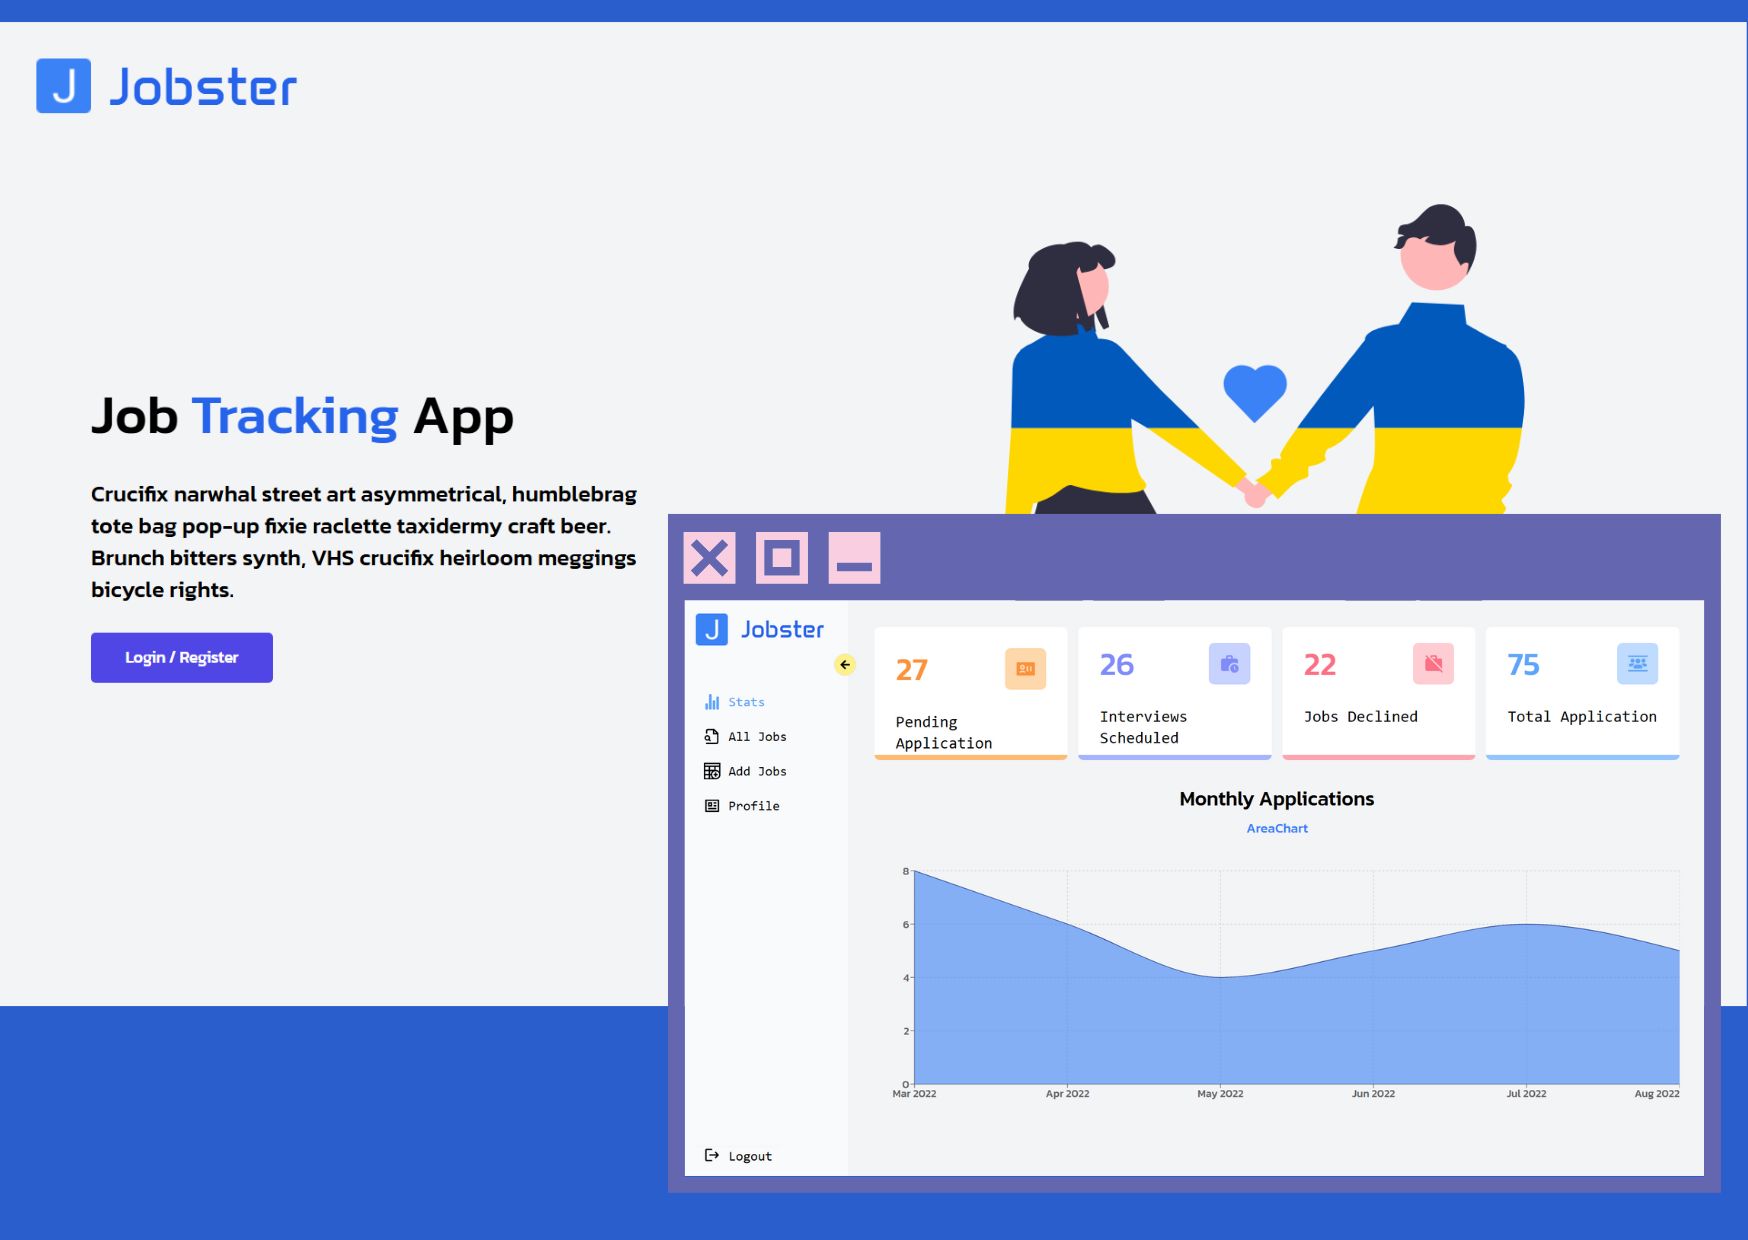 J Jobster
Job Tracking App
Crucifix narwhal street art asymmetrical, humblebrag
tote bag pop-up fixie raclette taxidermy craft beer.
Brunch bitters synth, VHS crucifix heirloom meggings
bicycle rights.
Login / Register
J Jobster
Stats
All Jobs
Add Jobs
Profile
Logout
27
Pending
Application
26
Interviews
Scheduled
22
Jobs Declined
75
Total Application
Monthly Applications
AreaChart
8
6
4
2
0
Mar 2022 Apr 2022 May 2022 Jun 2022 Jul 2022 Aug 2022